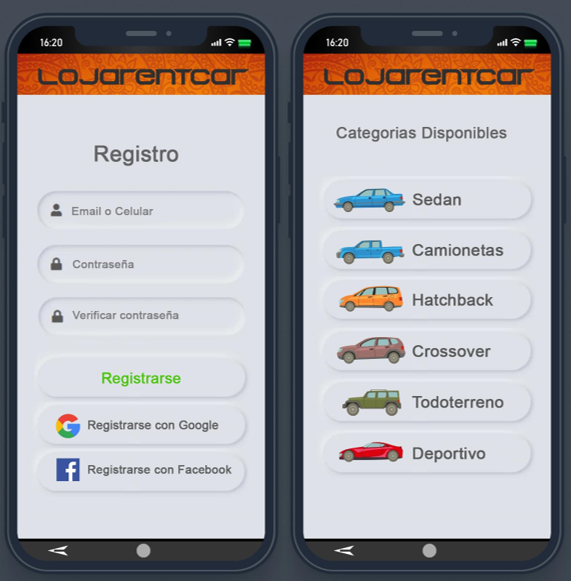 16:20
LOJarentcar
Registro
Email o Celular
Contraseña
Verificar contraseña
Registrarse
Registrarse con Google
Registrarse con Facebook
16:20
LOJarentcar
Categorias Disponibles
Sedan
Camionetas
Hatchback
Crossover
Todoterreno
Deportivo